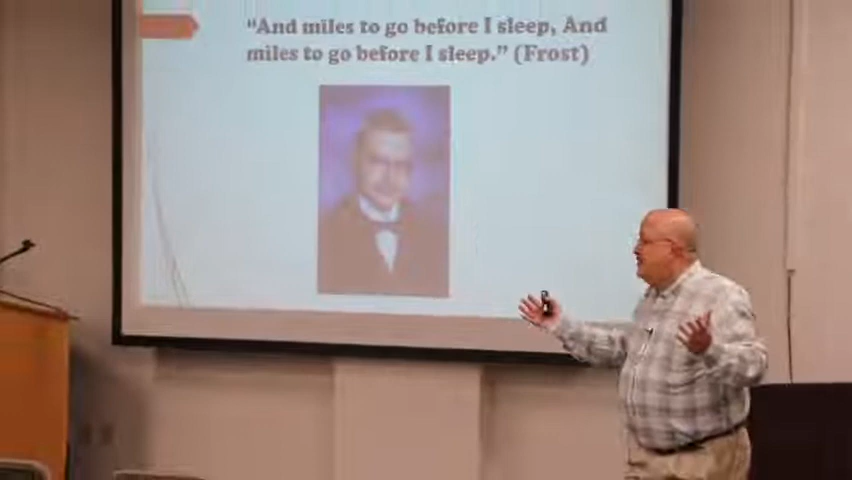 “And miles to go before I sleep, And
miles to go before I sleep.” (Frost)